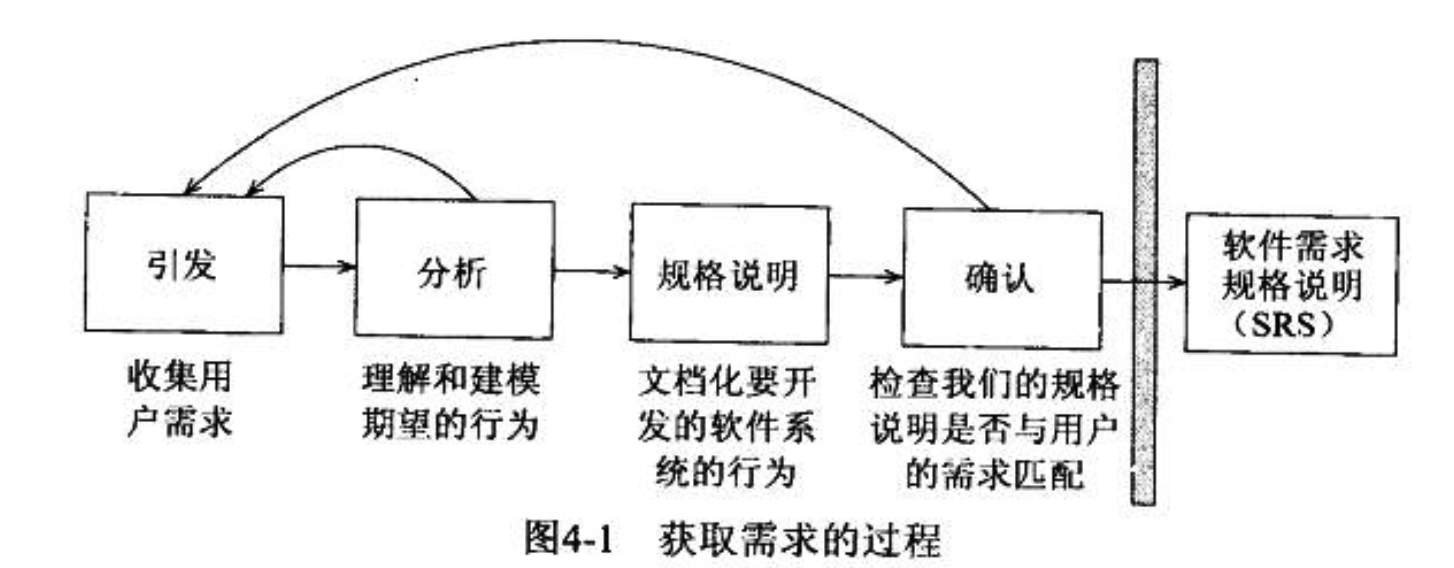 引发
收集用
户需求
分析
理解和建模
期望的行为
规格说明
文档化要开
发的软件系
统的行为
确认
检查我们的规格
说明是否与用户
的需求匹配
软件需求
规格说明
（SRS）
图4-1 获取需求的过程